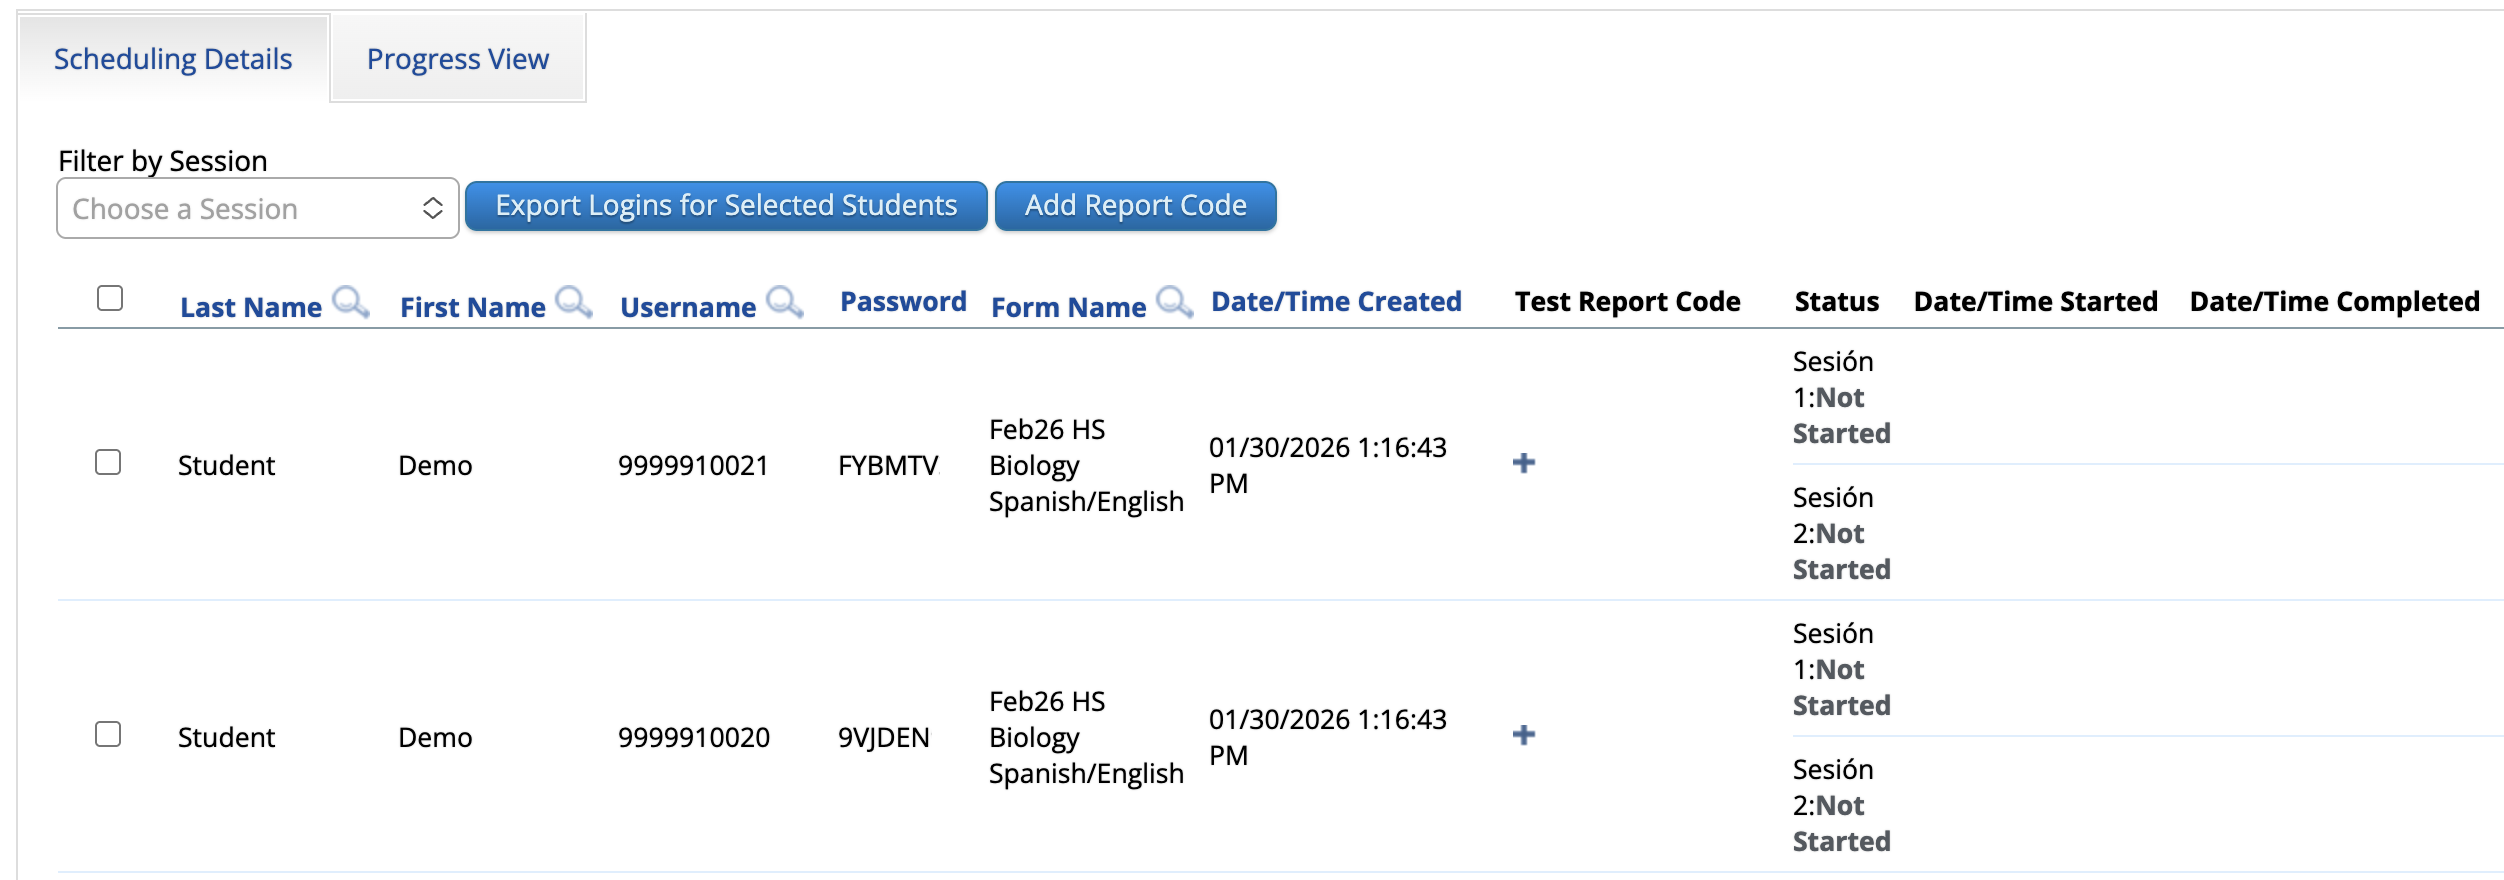 Scheduling Details
Progress View
Filter by Session
Choose a Session
Export Logins for Selected Students
Add Report Code
Last Name
First Name
Username
Password
Form Name
Date/Time Created
Test Report Code
Status
Date/Time Started
Date/Time Completed
Student
Demo
9999910021
FYBMTV
Feb26 HS
Biology
Spanish/English
01/30/2026 1:16:43
PM
Sesión
1:Not
Started
Sesión
2:Not
Started
Student
Demo
9999910020
9VJDEN
Feb26 HS
Biology
Spanish/English
01/30/2026 1:16:43
PM
Sesión
1:Not
Started
Sesión
2:Not
Started